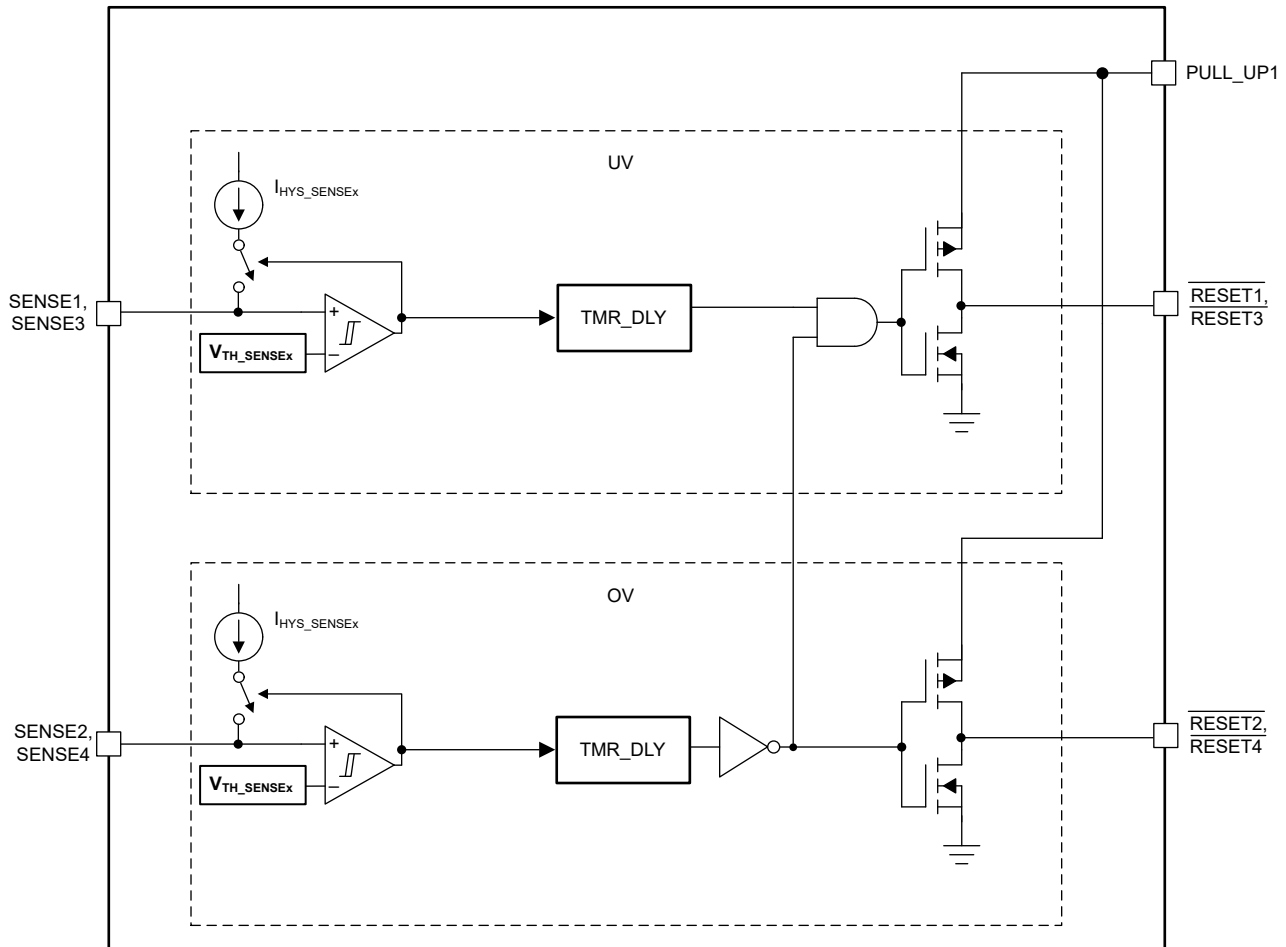 PULL_UP1
UV
I_HYS_SENSEx
SENSE1,
SENSE3
+
−
V_TH_SENSEx
TMR_DLY
RESET1,
RESET3
OV
I_HYS_SENSEx
SENSE2,
SENSE4
+
−
V_TH_SENSEx
TMR_DLY
RESET2,
RESET4